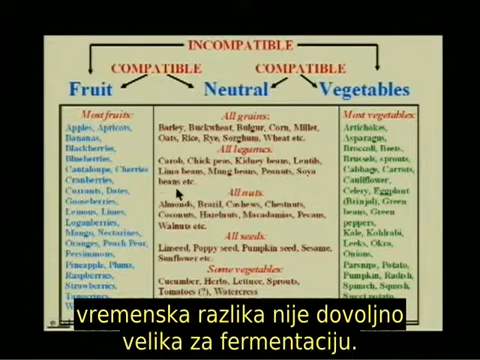 INCOMPATIBLE
COMPATIBLE COMPATIBLE
Fruit Neutral Vegetables
Most fruits:
Apples, Apricots,
Bananas,
Blackberries,
Blueberries,
Cantaloupe, Cherries
Cranberries,
Currants, Dates,
Gooseberries,
Lemons, Limes,
Loganberries,
Mango, Nectarines,
Oranges, Peach Pear,
Persimmons,
Pineapple, Plums,
Raspberries,
Strawberries,
All grains:
Barley, Buckwheat, Bulgur, Corn, Millet,
Oats, Rice, Rye, Sorghum, Wheat etc.
All legumes:
Carob, Chick peas, Kidney beans, Lentils,
Lima beans, Mung beans, Peanuts, Soya
beans etc.
All nuts:
Almonds, Brazil, Cashews, Chestnuts,
Coconuts, Hazelnuts, Macadamias, Pecans,
Walnuts etc.
All seeds:
Linseed, Poppy seed, Pumpkin seed, Sesame,
Sunflower etc.
Some vegetables:
Cucumber, Herbs, Lettuce, Sprouts,
Tomatoes (?), Watercress
Most vegetables:
Artichokes,
Asparagus,
Broccoli, Beets,
Brussels, sprouts,
Cabbage, Carrots,
Cauliflower,
Celery, Eggplant
(Brinjal), Green
beans, Green
peppers,
Kale, Kohlrabi,
Leeks, Okra,
Onions,
Parsnips, Potato,
Pumpkin, Radish,
Spinach, Squash,
Sweet potato,
vremenska razlika nije dovoljno
velika za fermentaciju.